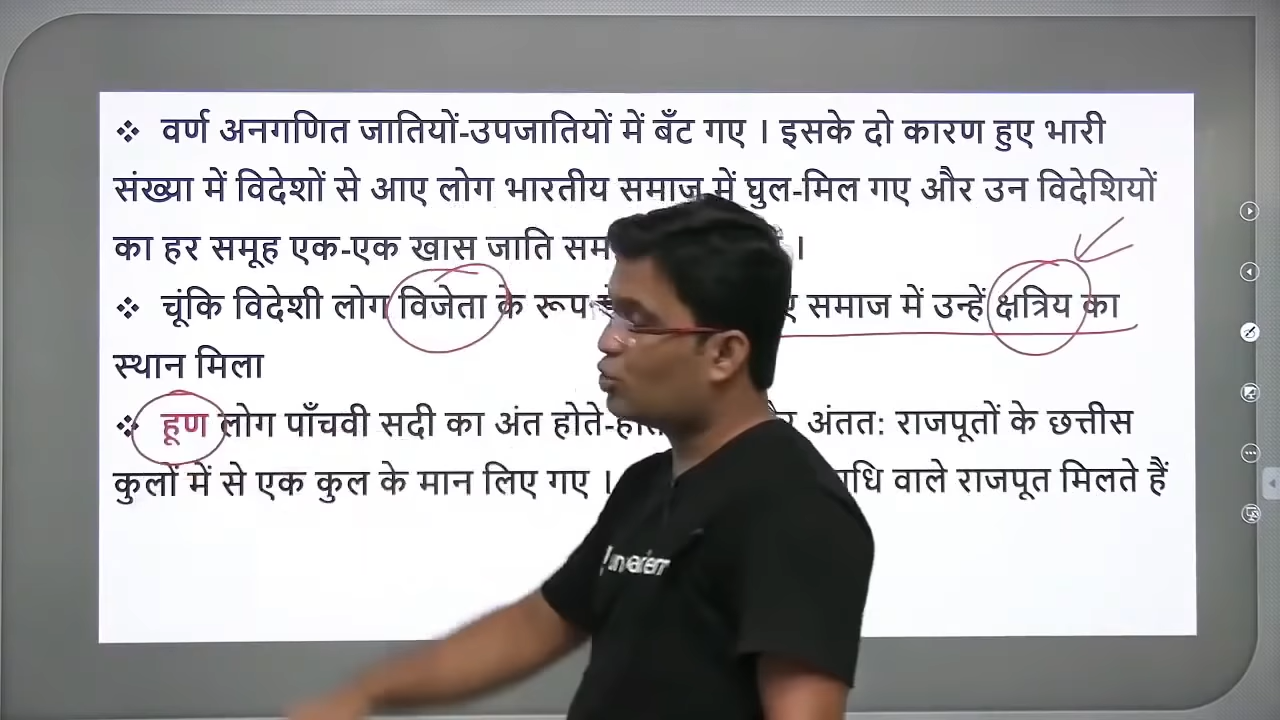 ❖ वर्ण अनगणित जातियों-उपजातियों में बँट गए । इसके दो कारण हुए भारी
संख्या में विदेशों से आए लोग भारतीय समाज में घुल-मिल गए और उन विदेशियों
का हर समूह एक-एक खास जाति ।
❖ चूंकि विदेशी लोग विजेता के रूप समाज में उन्हें क्षत्रिय का
स्थान मिला
❖ हूण लोग पाँचवी सदी का अंत अंतत: राजपूतों के छत्तीस
कुलों में से एक कुल के मान लिए गए । वाले राजपूत मिलते हैं